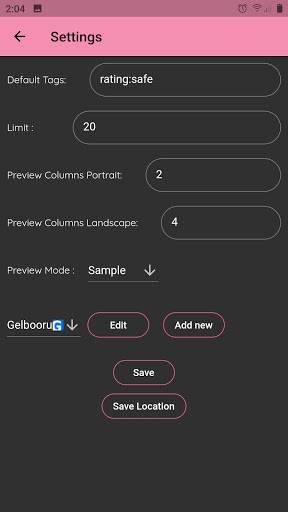 2:04
Settings
Default Tags: rating:safe
Limit : 20
Preview Columns Portrait: 2
Preview Columns Landscape: 4
Preview Mode : Sample
Gelbooru G Edit Add new
Save
Save Location